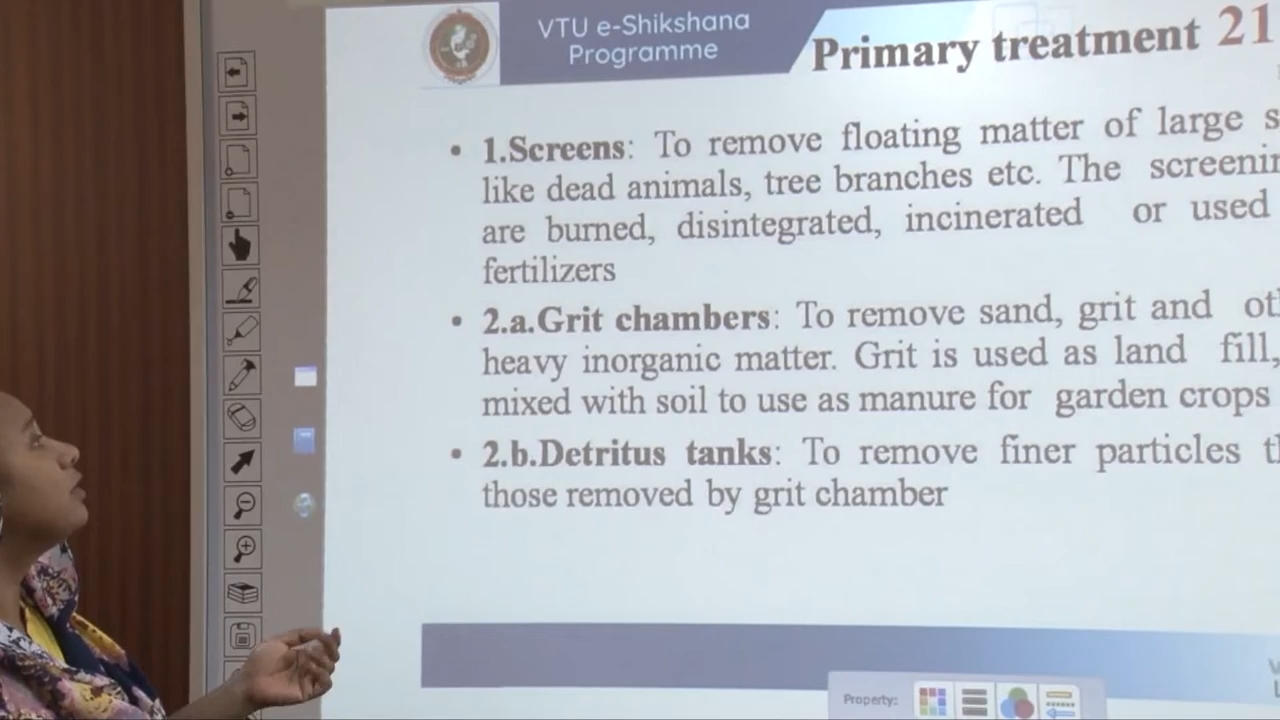 VTU e-Shikshana
Programme
Primary treatment 21
• 1.Screens: To remove floating matter of large s
like dead animals, tree branches etc. The screenin
are burned, disintegrated, incinerated or used
fertilizers
• 2.a.Grit chambers: To remove sand, grit and ot
heavy inorganic matter. Grit is used as land fill,
mixed with soil to use as manure for garden crops
• 2.b.Detritus tanks: To remove finer particles th
those removed by grit chamber
Property: